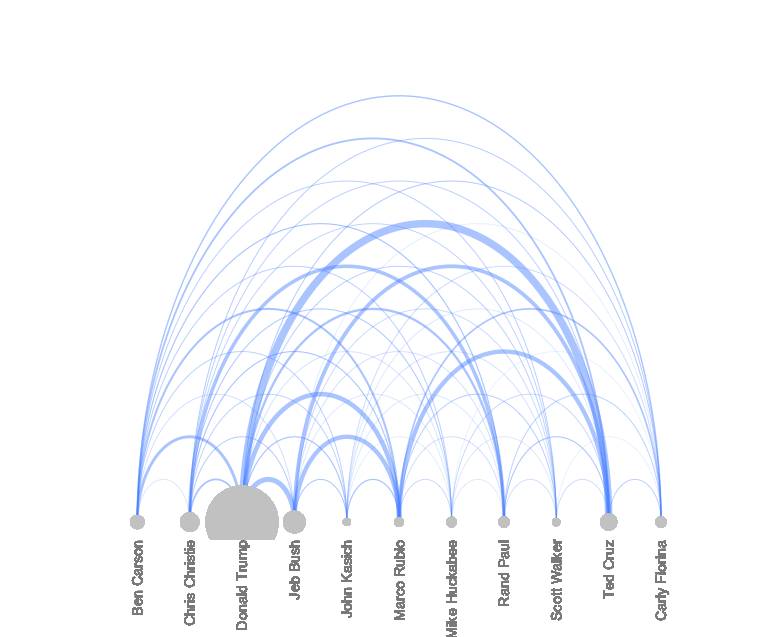 Ben Carson
Chris Christie
Donald Trump
Jeb Bush
John Kasich
Marco Rubio
Mike Huckabee
Rand Paul
Scott Walker
Ted Cruz
Carly Fiorina